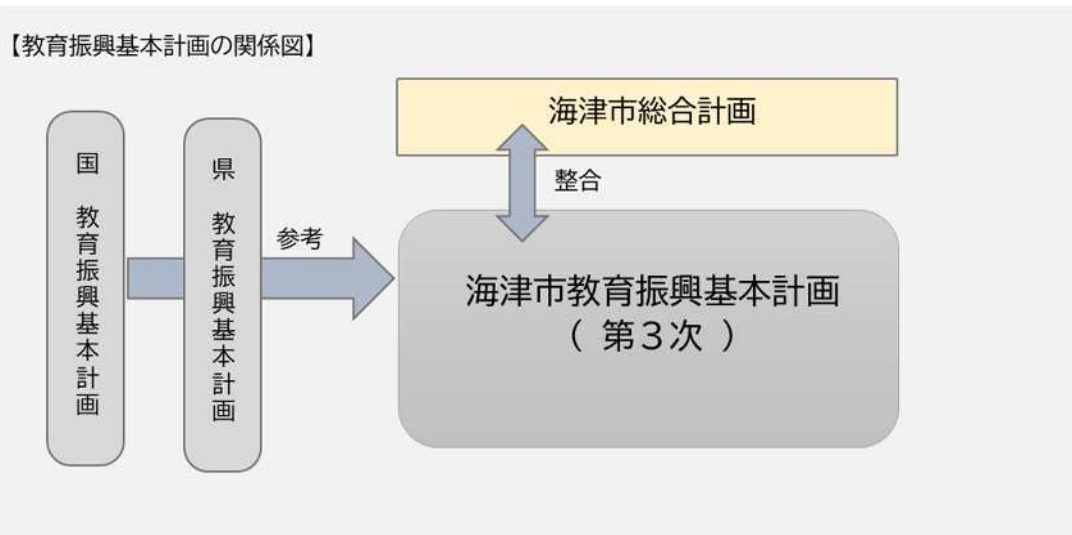 【教育振興基本計画の関係図】
国 教育振興基本計画
県 教育振興基本計画
参考
海津市総合計画
整合
海津市教育振興基本計画
（ 第３次 ）